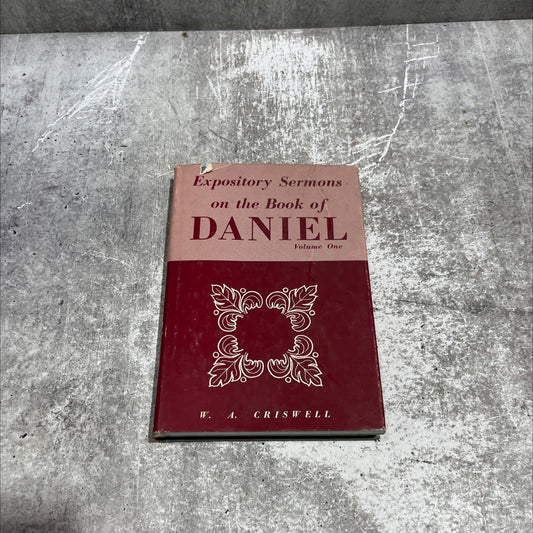 Expository Sermons
on the Book of
DANIEL
Volume One
W. A. CRISWELL